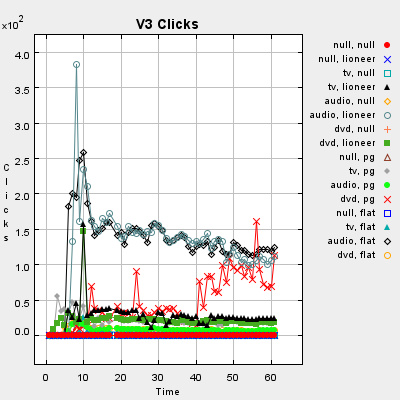 V3 Clicks
x10²
4.0
3.5
3.0
2.5
2.0
1.5
1.0
0.5
0.0
Clicks
0 10 20 30 40 50 60
Time
null, null
null, lioneer
tv, null
tv, lioneer
audio, null
audio, lioneer
dvd, null
dvd, lioneer
null, pg
tv, pg
audio, pg
dvd, pg
null, flat
tv, flat
audio, flat
dvd, flat